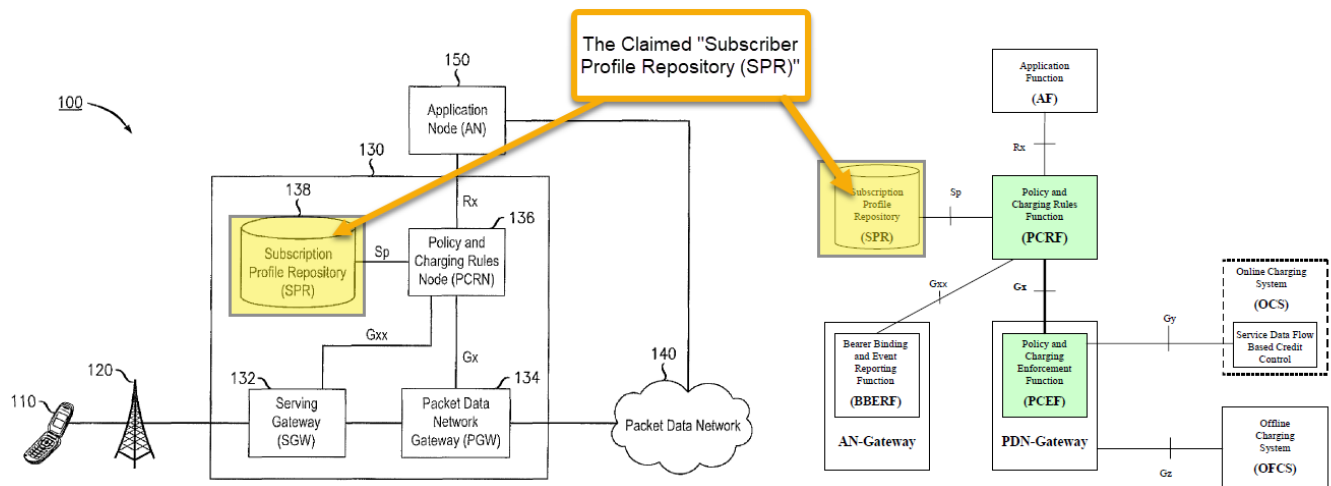 The Claimed "Subscriber
Profile Repository (SPR)"
100
150
Application
Node (AN)
130
138
Rx
136
Subscription
Profile Repository
(SPR)
Sp
Policy and
Charging Rules
Node (PCRN)
Gxx
Gx
110
120
132
Serving
Gateway
(SGW)
134
Packet Data
Network
Gateway (PGW)
140
Packet Data Network
Application
Function
(AF)
Rx
Subscription
Profile
Repository
(SPR)
Sp
Policy and
Charging Rules
Function
(PCRF)
Gxx
Gx
Online Charging
System
(OCS)
Service Data Flow
Based Credit
Control
Gy
Bearer Binding
and Event
Reporting
Function
(BBERF)
AN-Gateway
Policy and
Charging
Enforcement
Function
(PCEF)
PDN-Gateway
Gz
Offline
Charging
System
(OFCS)